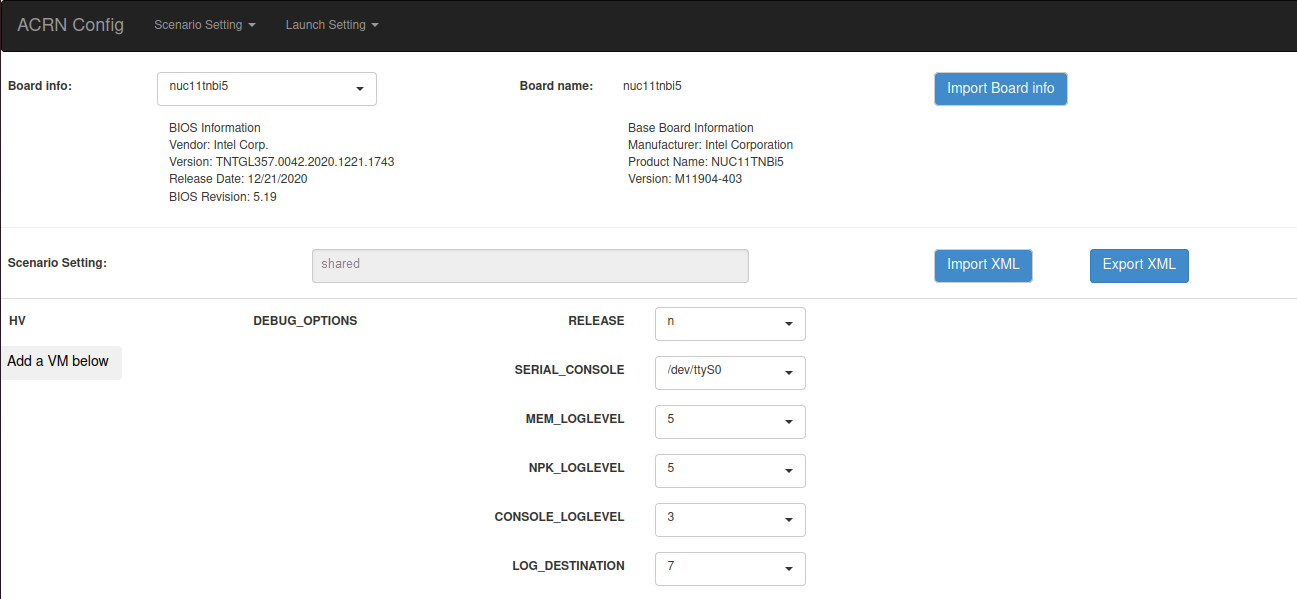 ACRN Config Scenario Setting Launch Setting
Board info: nuc11tnbi5 Board name: nuc11tnbi5 Import Board info
BIOS Information Base Board Information
Vendor: Intel Corp. Manufacturer: Intel Corporation
Version: TNTGL357.0042.2020.1221.1743 Product Name: NUC11TNBi5
Release Date: 12/21/2020 Version: M11904-403
BIOS Revision: 5.19
Scenario Setting: shared Import XML Export XML
HV DEBUG_OPTIONS RELEASE n
Add a VM below
SERIAL_CONSOLE /dev/ttyS0
MEM_LOGLEVEL 5
NPK_LOGLEVEL 5
CONSOLE_LOGLEVEL 3
LOG_DESTINATION 7